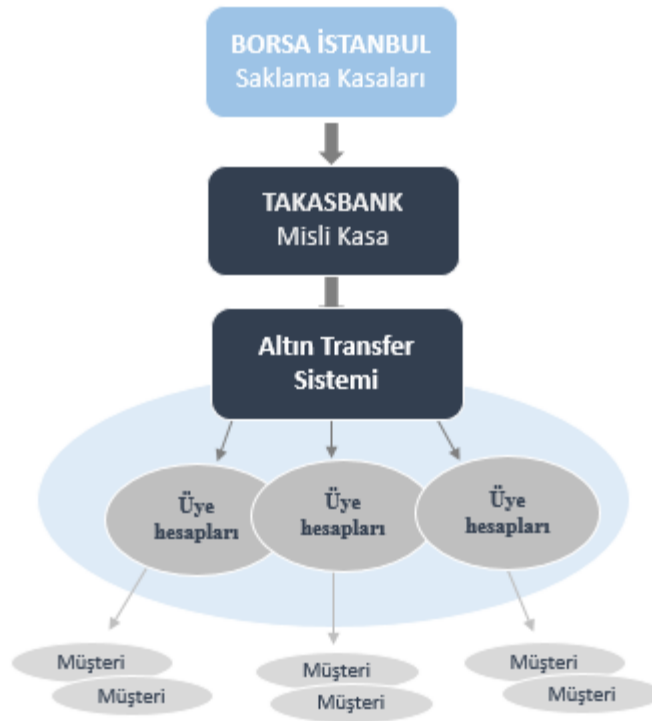 BORSA İSTANBUL
Saklama Kasaları
TAKASBANK
Misli Kasa
Altın Transfer
Sistemi
Üye
hesapları
Üye
hesapları
Üye
hesapları
Müşteri
Müşteri
Müşteri
Müşteri
Müşteri
Müşteri